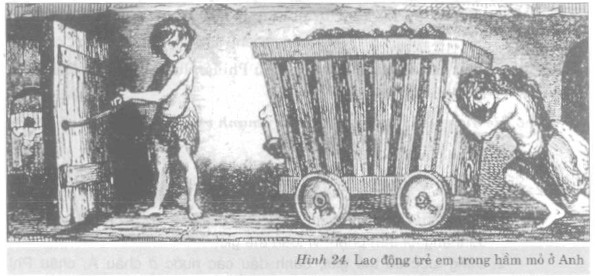 Hình 24. Lao động trẻ em trong hầm mỏ ở Anh